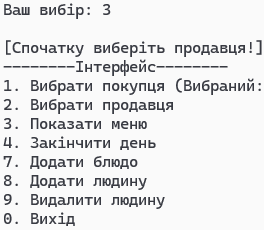 Ваш вибір: 3
[Спочатку виберіть продавця!]
--------Інтерфейс--------
1. Вибрати покупця (Вибраний:
2. Вибрати продавця
3. Показати меню
4. Закінчити день
7. Додати блюдо
8. Додати людину
9. Видалити людину
0. Вихід